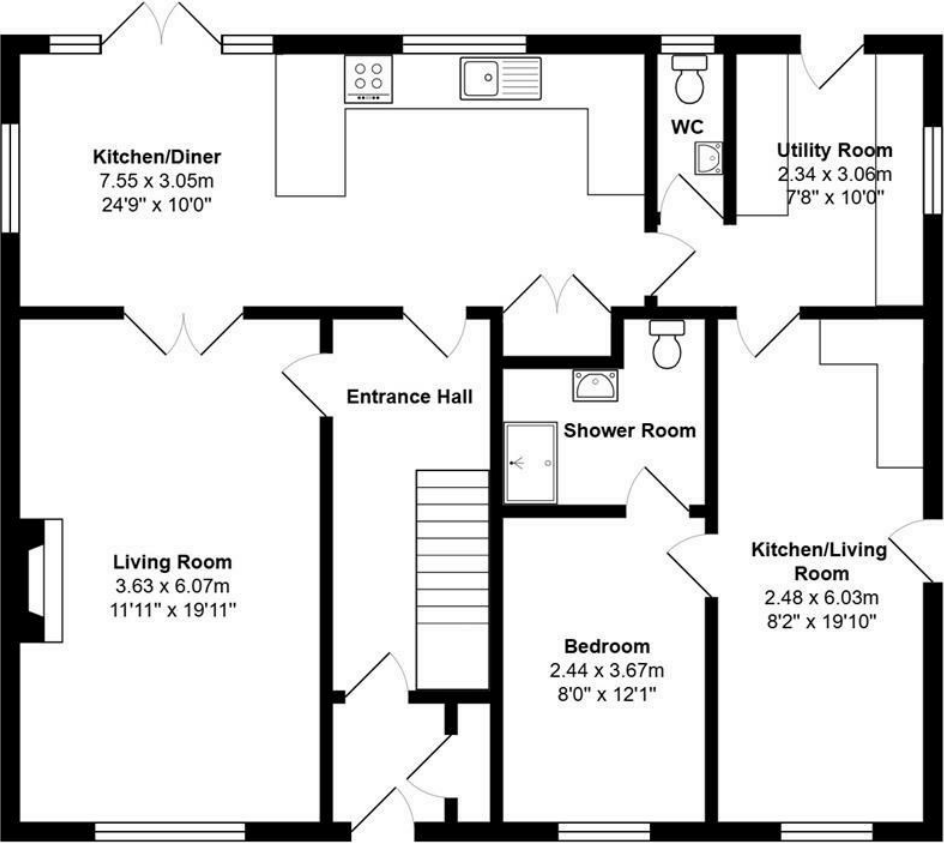 Kitchen/Diner
7.55 x 3.05m
24'9" x 10'0"
WC
Utility Room
2.34 x 3.06m
7'8" x 10'0"
Entrance Hall
Shower Room
Living Room
3.63 x 6.07m
11'11" x 19'11"
Kitchen/Living
Room
2.48 x 6.03m
8'2" x 19'10"
Bedroom
2.44 x 3.67m
8'0" x 12'1"